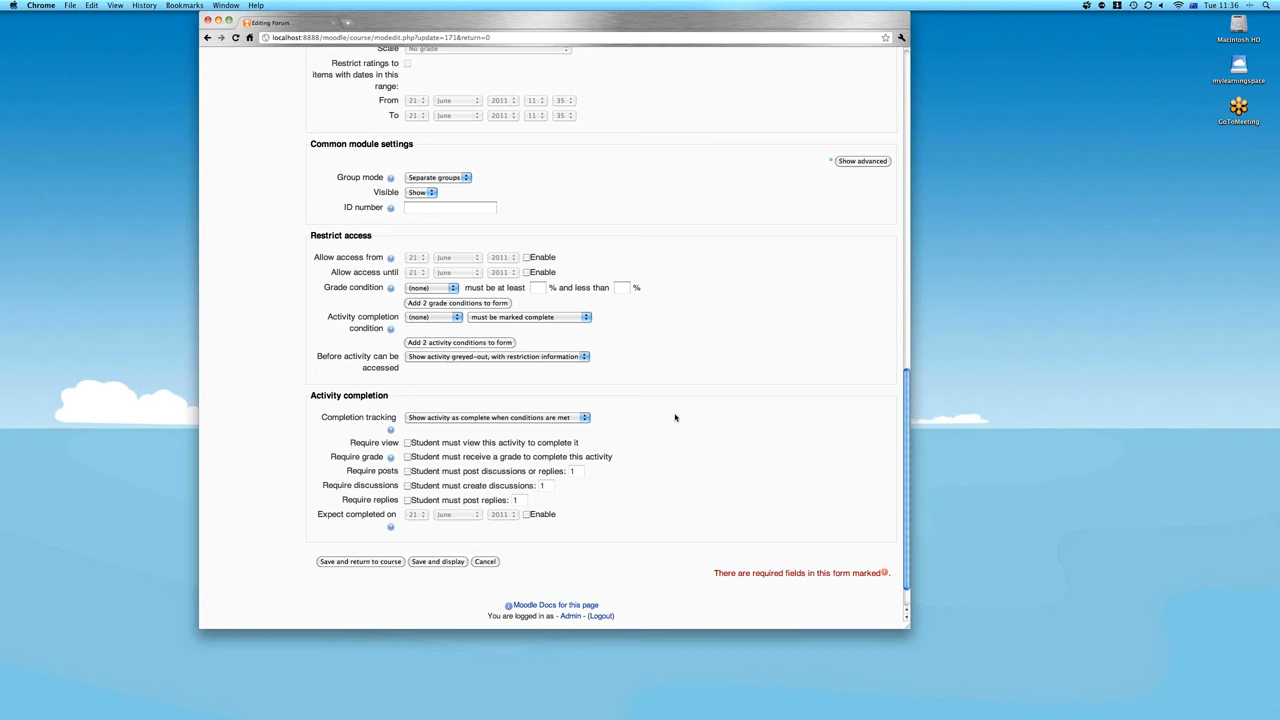 Chrome File Edit View History Bookmarks Window Help Tue 11:36
Editing Forum
localhost:8888/moodle/course/modedit.php?update=171&return=0
Macintosh HD
mylearningspace
GoToMeeting
Scale No grade
Restrict ratings to
items with dates in this
range:
From 21 June 2011 11 35
To 21 June 2011 11 35
Common module settings
* Show advanced
Group mode Separate groups
Visible Show
ID number
Restrict access
Allow access from 21 June 2011 Enable
Allow access until 21 June 2011 Enable
Grade condition (none) must be at least % and less than %
Add 2 grade conditions to form
Activity completion (none) must be marked complete
condition
Add 2 activity conditions to form
Before activity can be Show activity greyed-out, with restriction information
accessed
Activity completion
Completion tracking Show activity as complete when conditions are met
Require view Student must view this activity to complete it
Require grade Student must receive a grade to complete this activity
Require posts Student must post discussions or replies: 1
Require discussions Student must create discussions: 1
Require replies Student must post replies: 1
Expect completed on 21 June 2011 Enable
Save and return to course Save and display Cancel
There are required fields in this form marked .
Moodle Docs for this page
You are logged in as - Admin - (Logout)